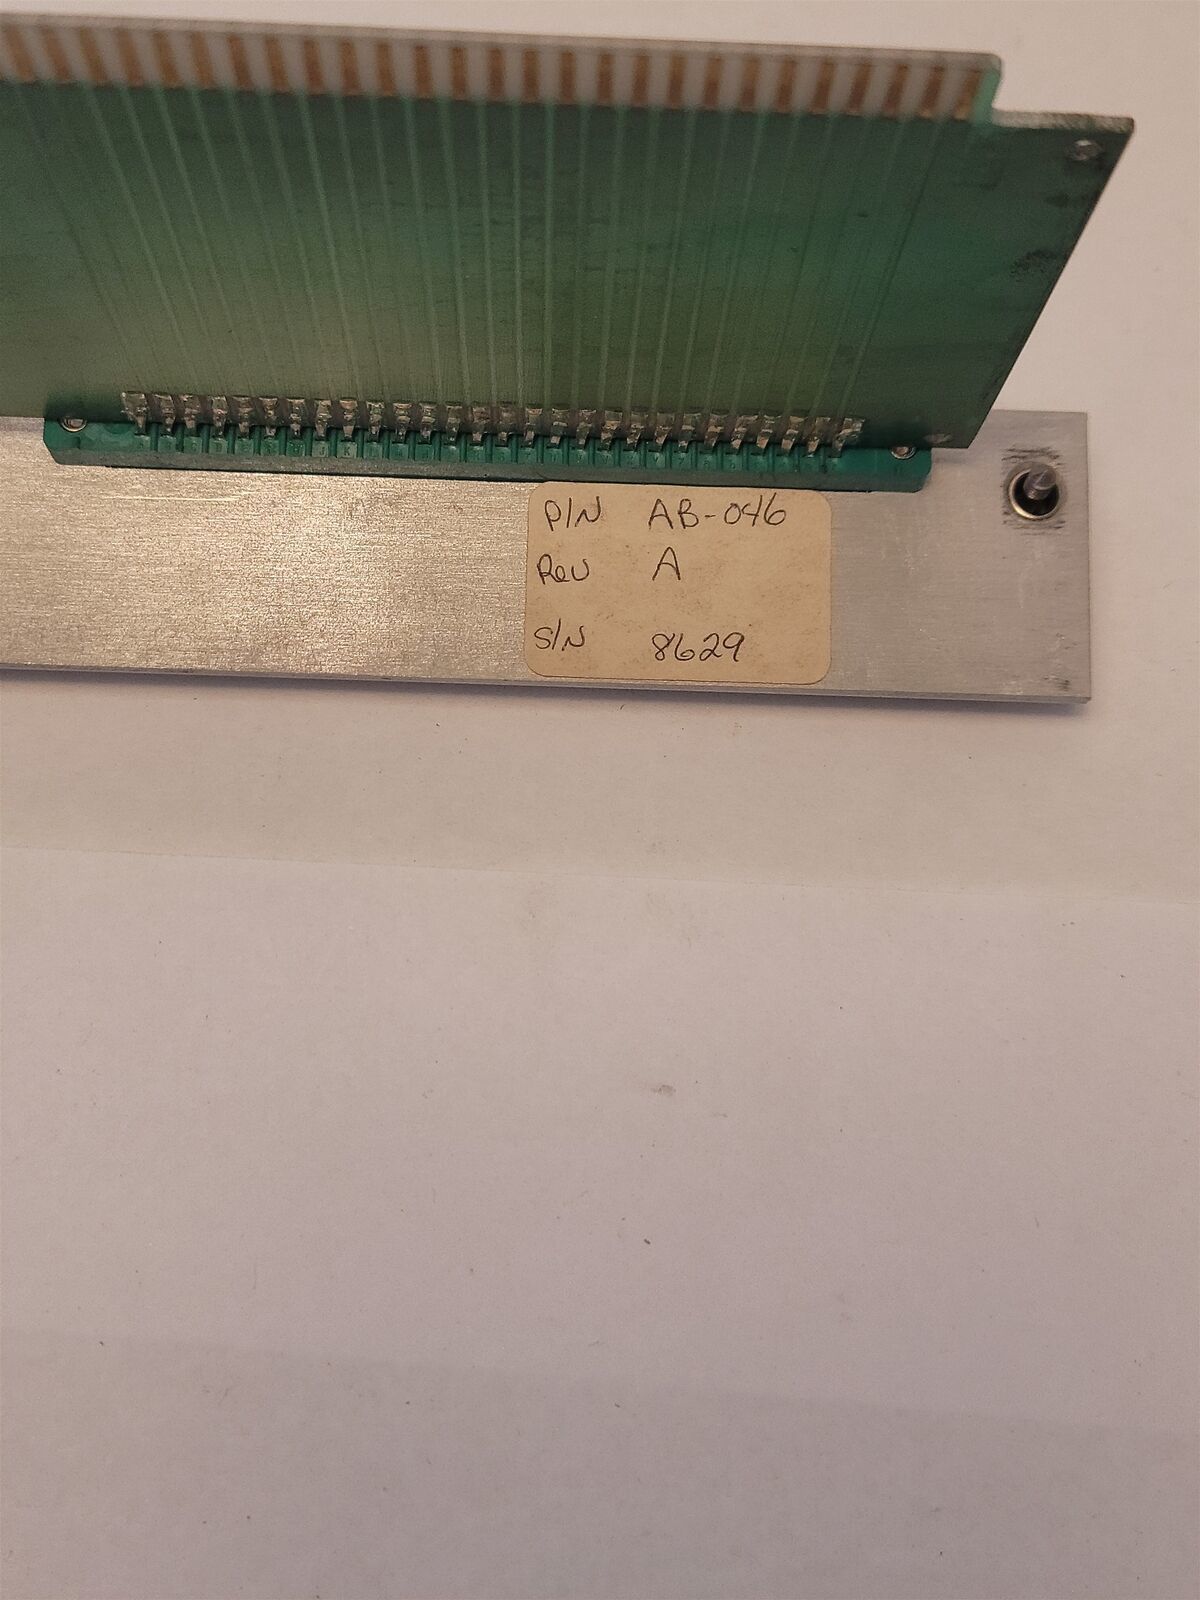 P/N AB-046
Rev A
S/N 8629